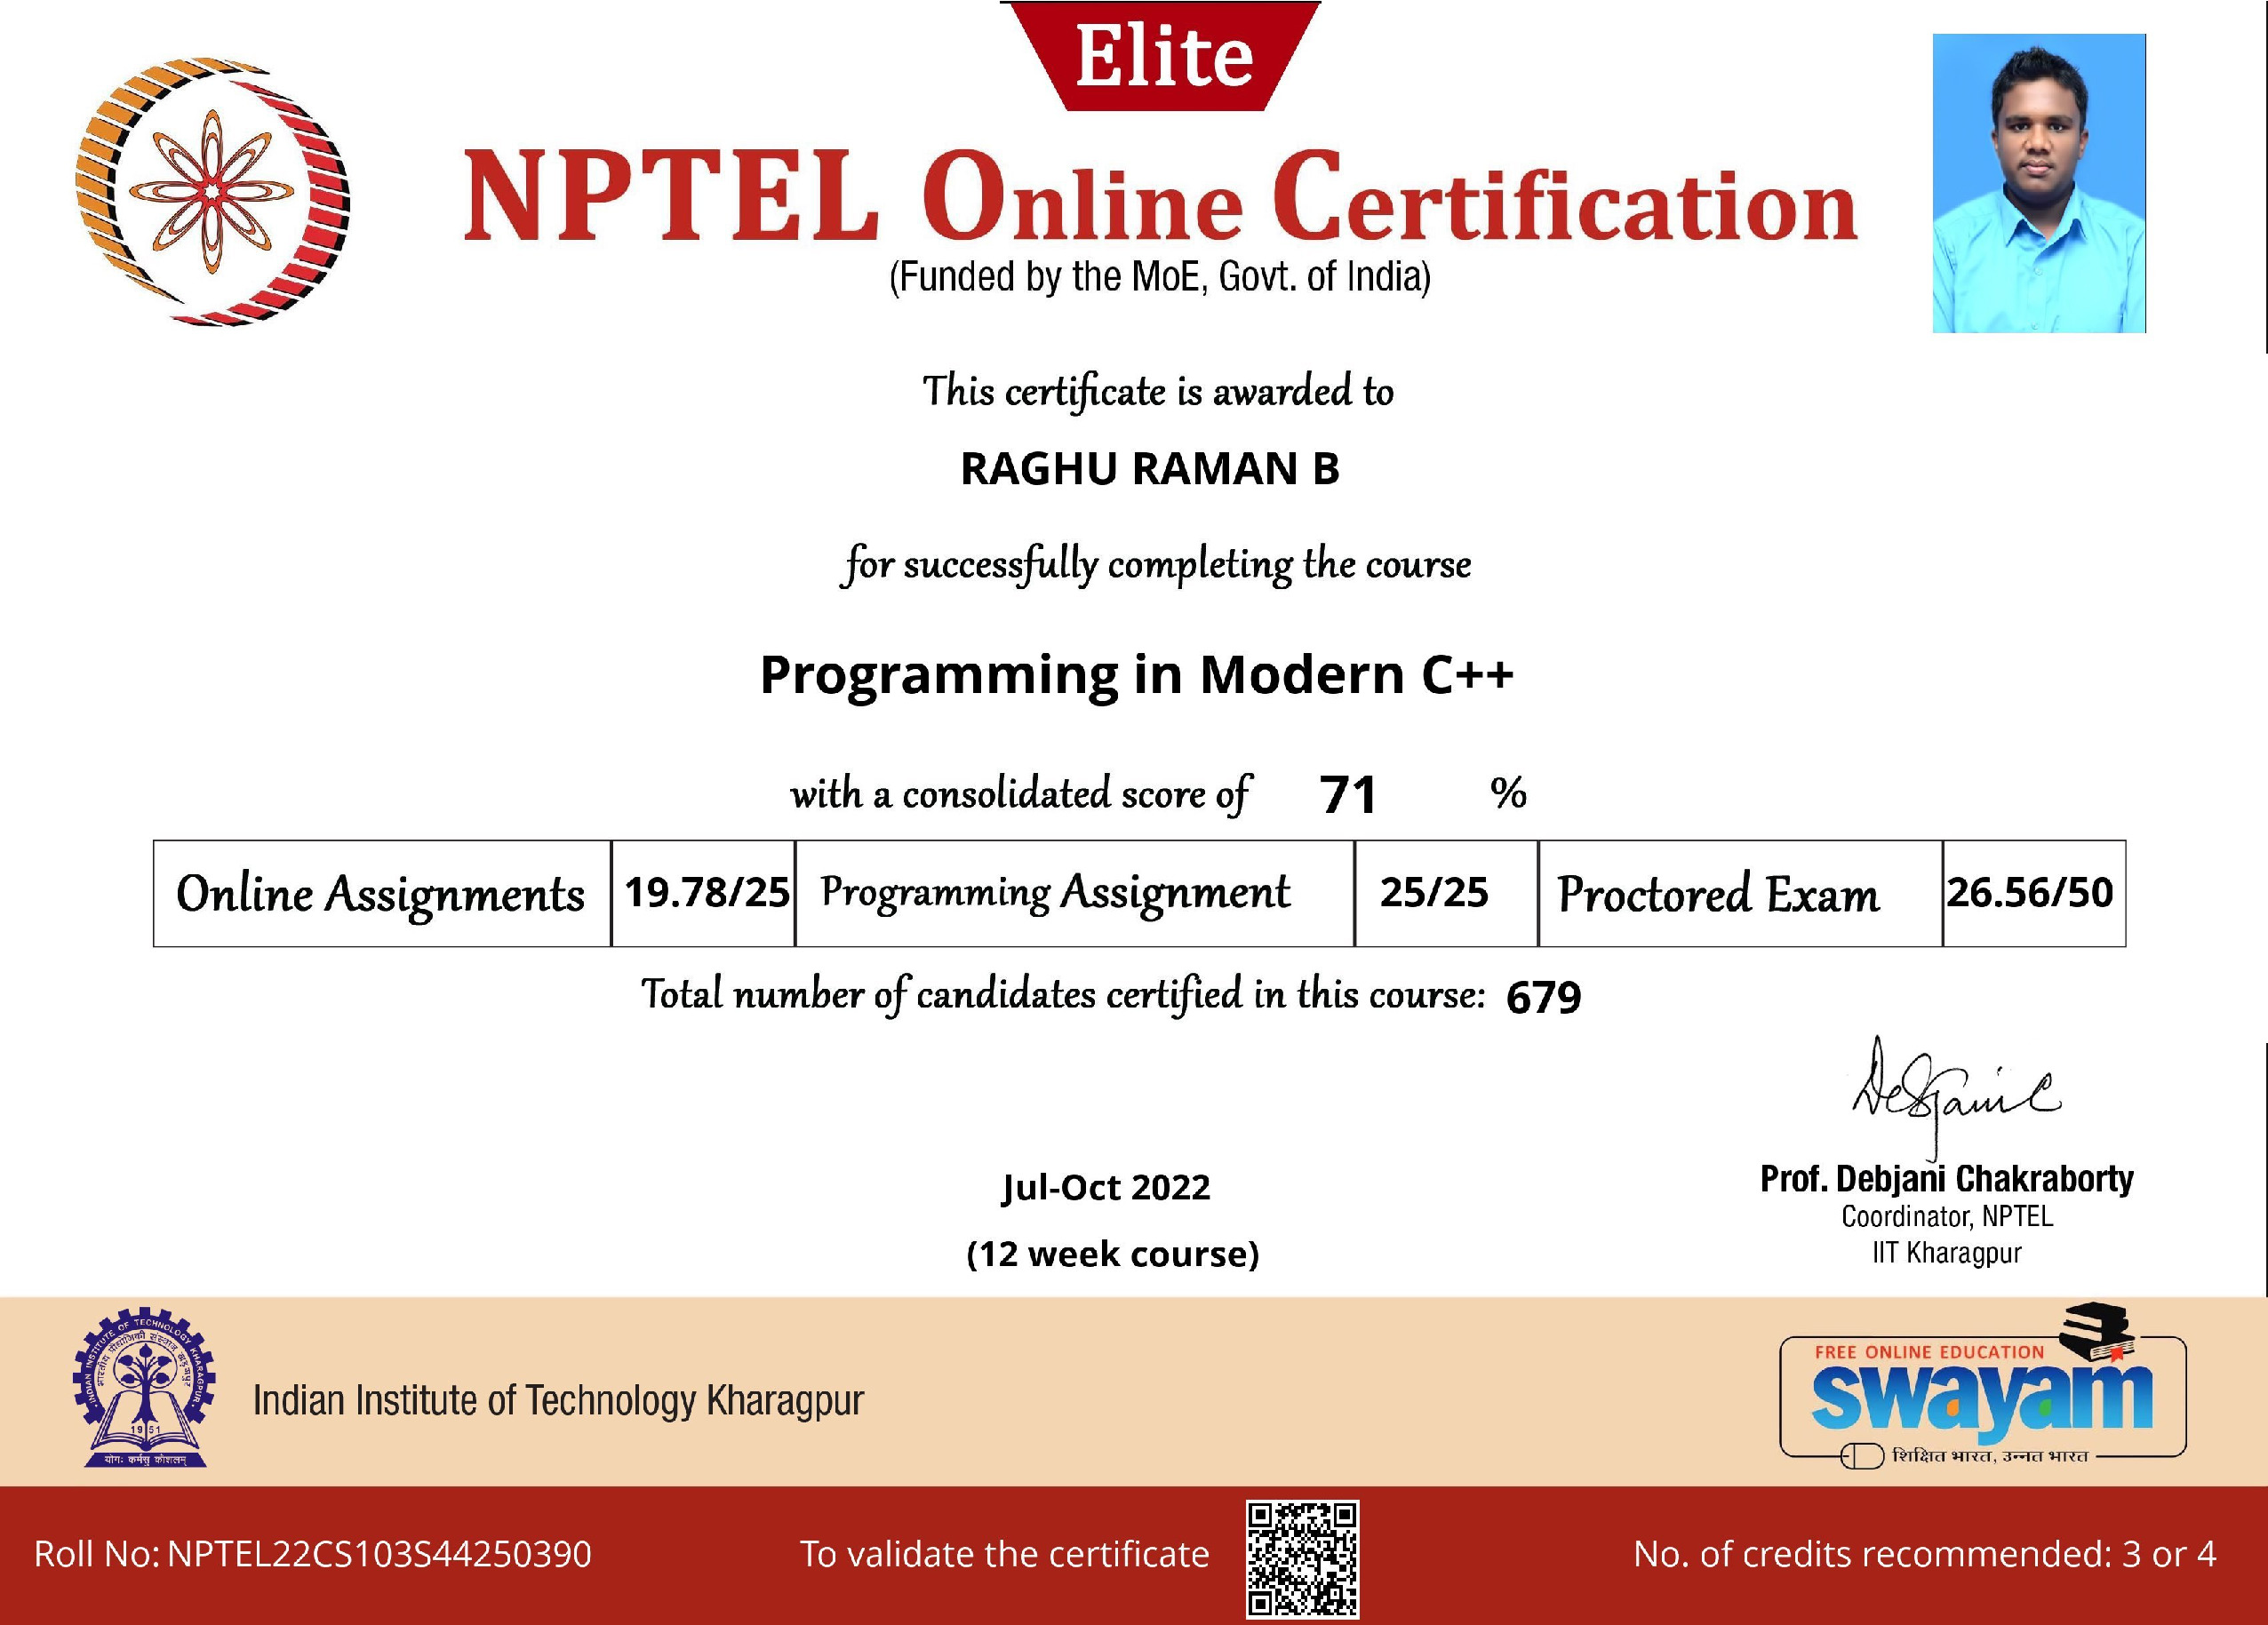 Elite
NPTEL Online Certification
(Funded by the MoE, Govt. of India)
This certificate is awarded to
RAGHU RAMAN B
for successfully completing the course
Programming in Modern C++
with a consolidated score of 71 %
Online Assignments 19.78/25 Programming Assignment 25/25 Proctored Exam 26.56/50
Total number of candidates certified in this course: 679
Jul-Oct 2022
(12 week course)
Prof. Debjani Chakraborty
Coordinator, NPTEL
IIT Kharagpur
INDIAN INSTITUTE OF TECHNOLOGY KHARAGPUR
19 51
योगः कर्मसु कौशलम्
Indian Institute of Technology Kharagpur
FREE ONLINE EDUCATION
swayam
शिक्षित भारत, उन्नत भारत
Roll No: NPTEL22CS103S44250390
To validate the certificate
No. of credits recommended: 3 or 4